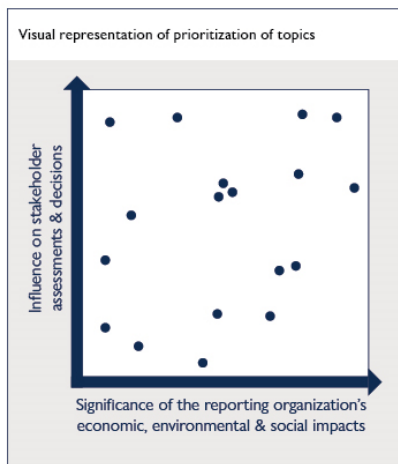 Visual representation of prioritization of topics
Influence on stakeholder
assessments & decisions
Significance of the reporting organization's
economic, environmental & social impacts